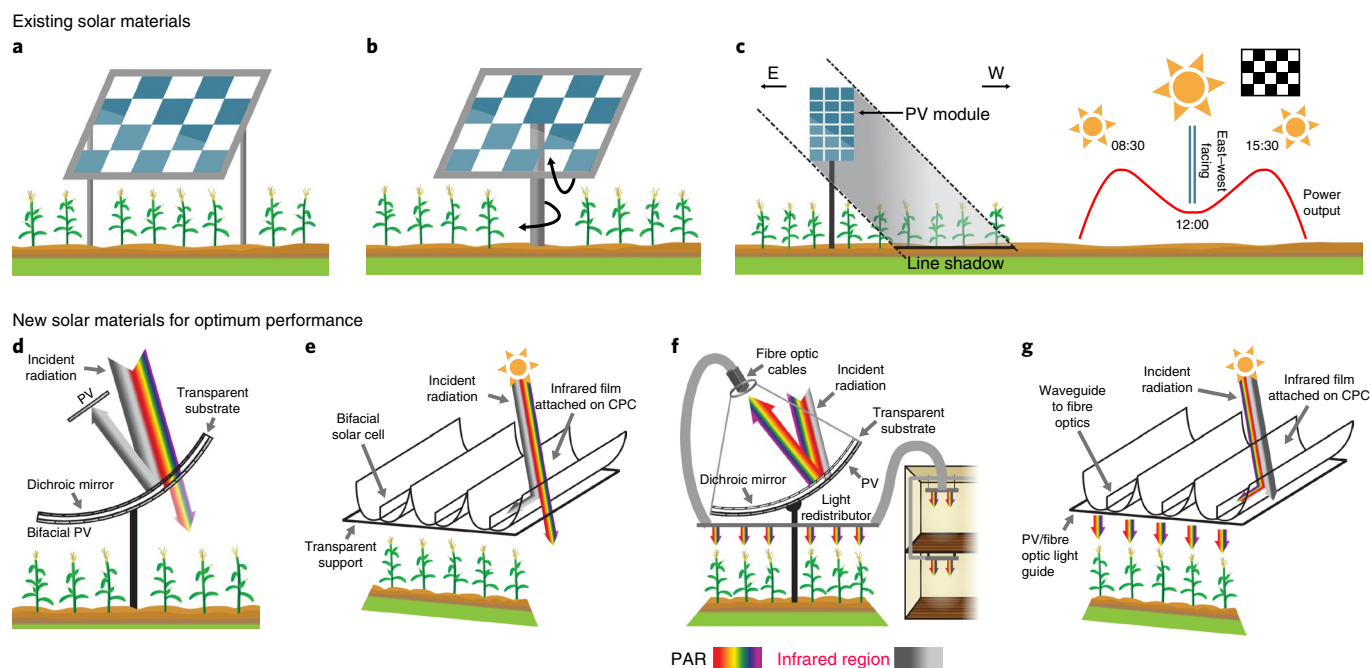 Existing solar materials
a
b
c
E
W
PV module
Line shadow
08:30
15:30
East–west
facing
12:00
Power
output
New solar materials for optimum performance
d
Incident
radiation
PV
Transparent
substrate
Dichroic mirror
Bifacial PV
e
Incident
radiation
Infrared film
attached on CPC
Bifacial
solar cell
Transparent
support
f
Fibre optic
cables
Incident
radiation
Transparent
substrate
PV
Dichroic mirror
Light
redistributor
g
Waveguide
to fibre
optics
Incident
radiation
Infrared film
attached on CPC
PV/fibre
optic light
guide
PAR
Infrared region